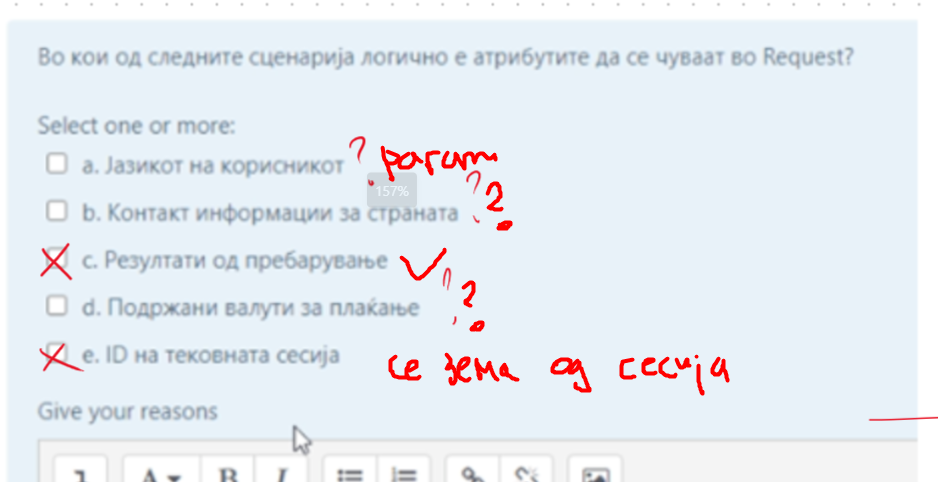 Во кои од следните сценарија логично е атрибутите да се чуваат во Request?
Select one or more:
a. Јазикот на корисникот ? param
157%
b. Контакт информации за страната ? ?
c. Резултати од пребарување
d. Подржани валути за плаќање ? ?
e. ID на тековната сесија се зема од сесија
Give your reasons
A B I